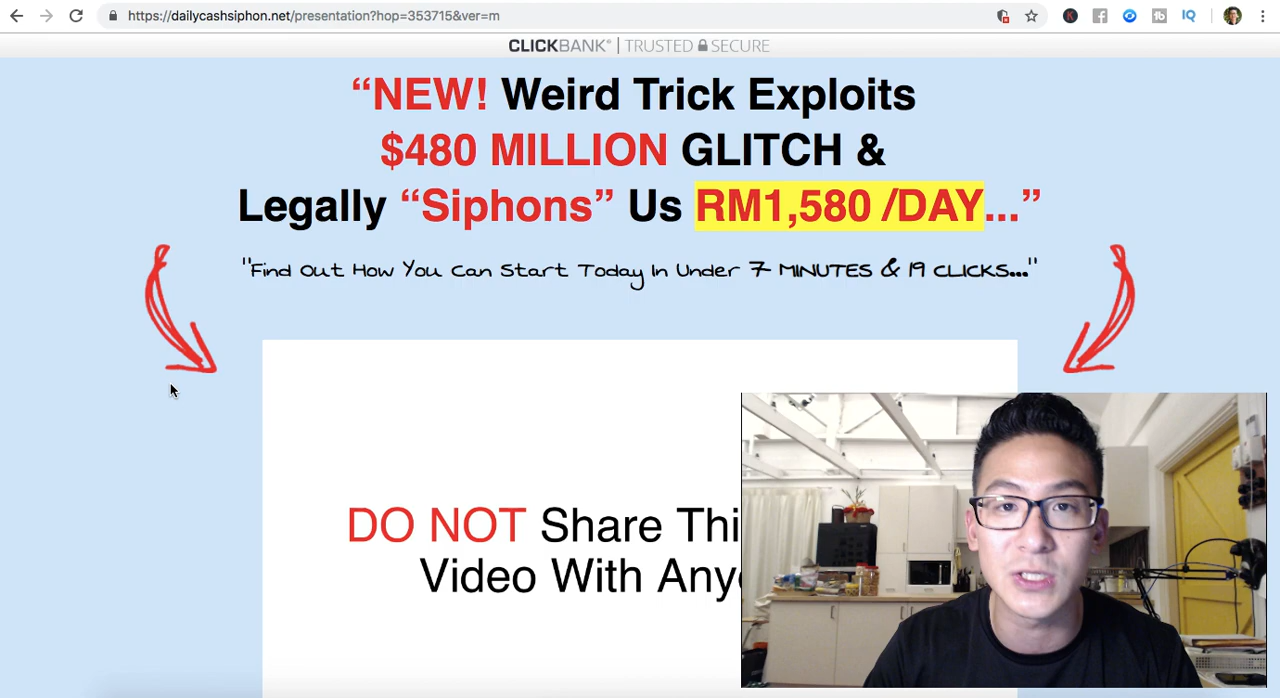 https://dailycashsiphon.net/presentation?hop=353715&ver=m
CLICKBANK® | TRUSTED SECURE
“NEW! Weird Trick Exploits
$480 MILLION GLITCH &
Legally “Siphons” Us RM1,580 /DAY...”
"Find Out How You Can Start Today In Under 7 MINUTES & 19 CLICKS..."
DO NOT Share Thi
Video With Any